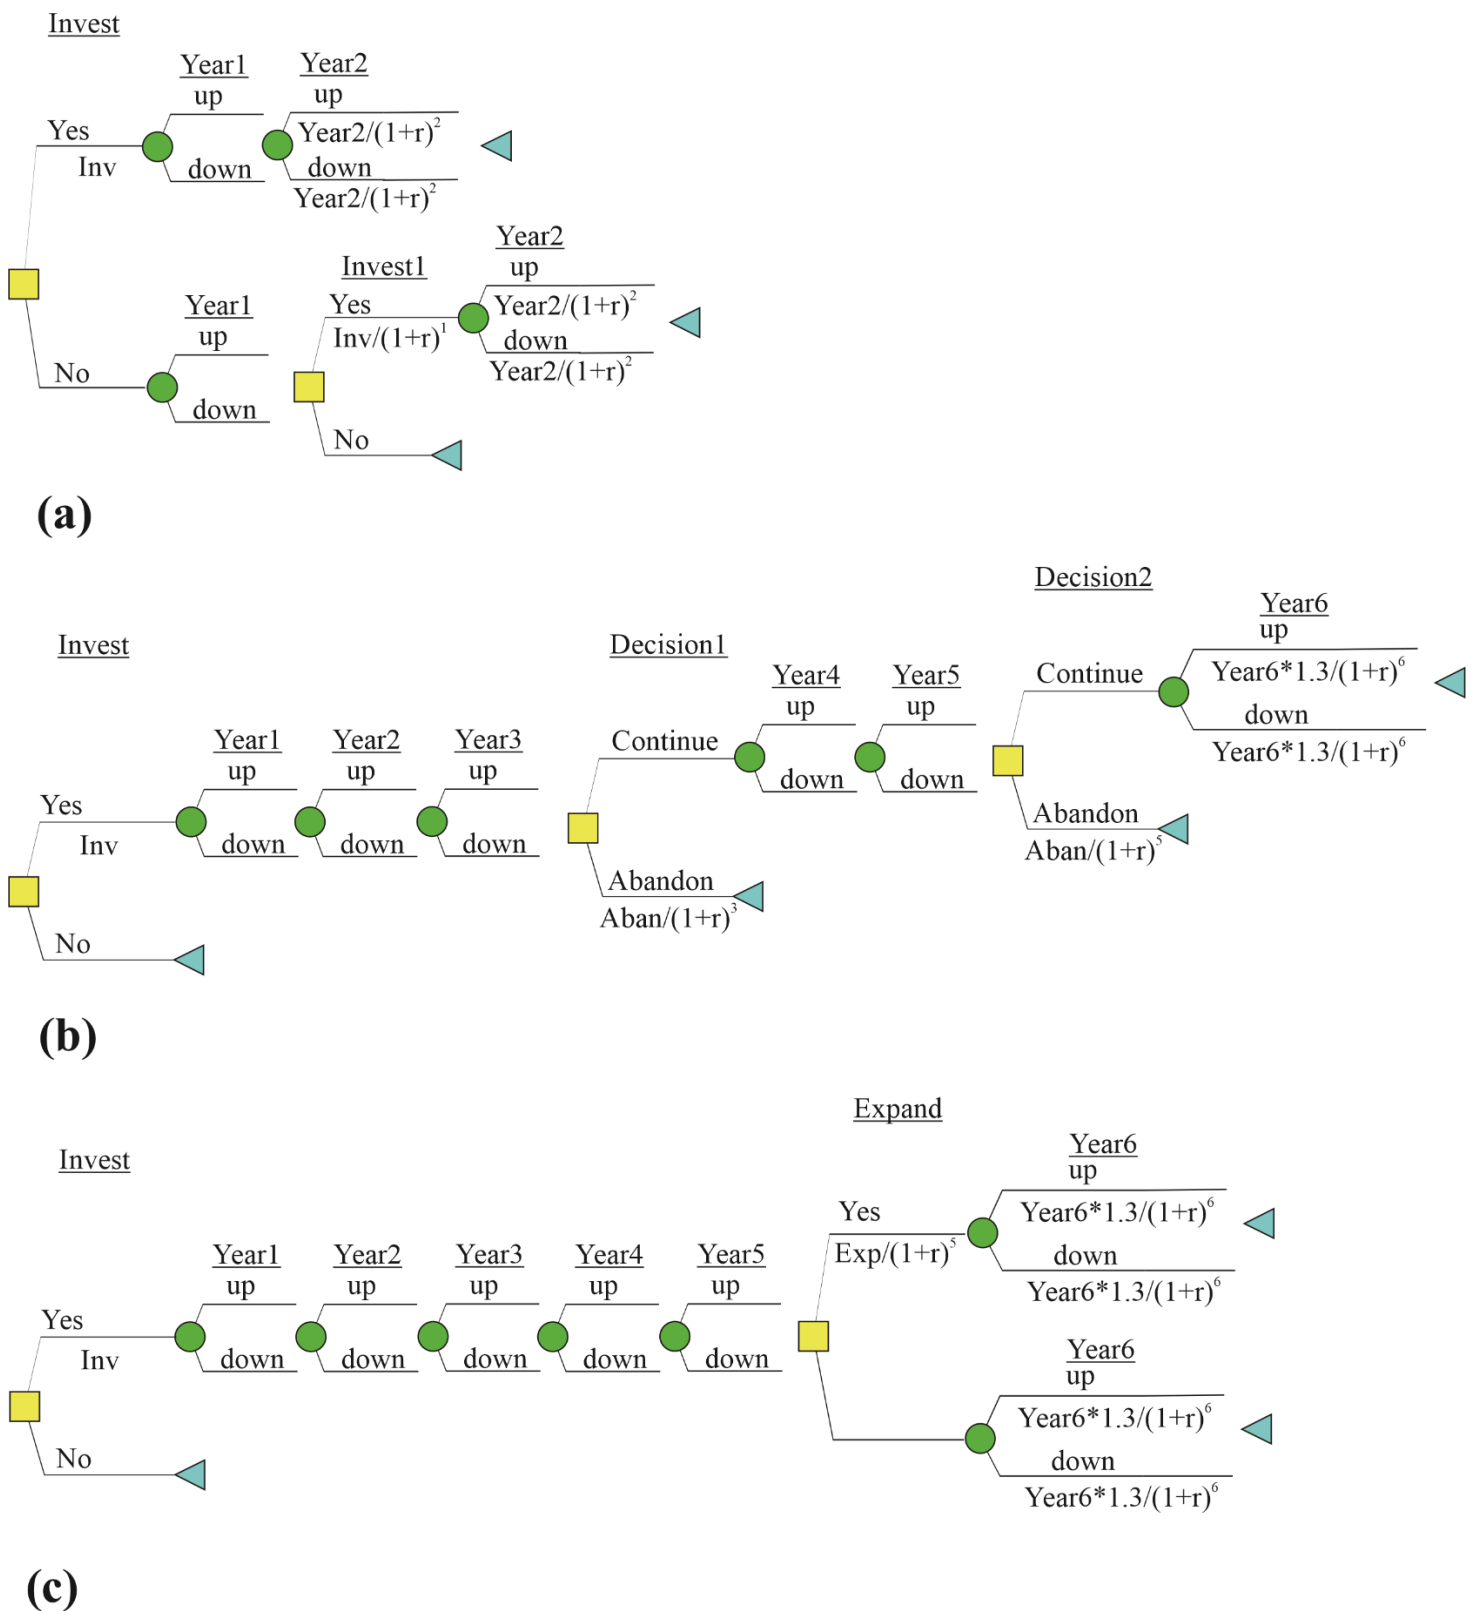 Invest
Year1
up
Year2
up
Yes
Inv
down
Year2/(1+r)²
down
Year2/(1+r)²
Year2
up
Invest1
Yes
Inv/(1+r)¹
Year2/(1+r)²
down
Year2/(1+r)²
Year1
up
No
down
No
(a)
Decision2
Year6
up
Continue
Year6*1.3/(1+r)⁶
down
Year6*1.3/(1+r)⁶
Abandon
Aban/(1+r)⁵
Invest
Decision1
Year4
up
Year5
up
Continue
down
down
Year1
up
Year2
up
Year3
up
Yes
Inv
down
down
down
Abandon
Aban/(1+r)³
No
(b)
Expand
Invest
Year6
up
Yes
Exp/(1+r)⁵
Year6*1.3/(1+r)⁶
down
Year6*1.3/(1+r)⁶
Year1
up
Year2
up
Year3
up
Year4
up
Year5
up
Yes
Inv
down
down
down
down
down
Year6
up
Year6*1.3/(1+r)⁶
down
Year6*1.3/(1+r)⁶
No
(c)